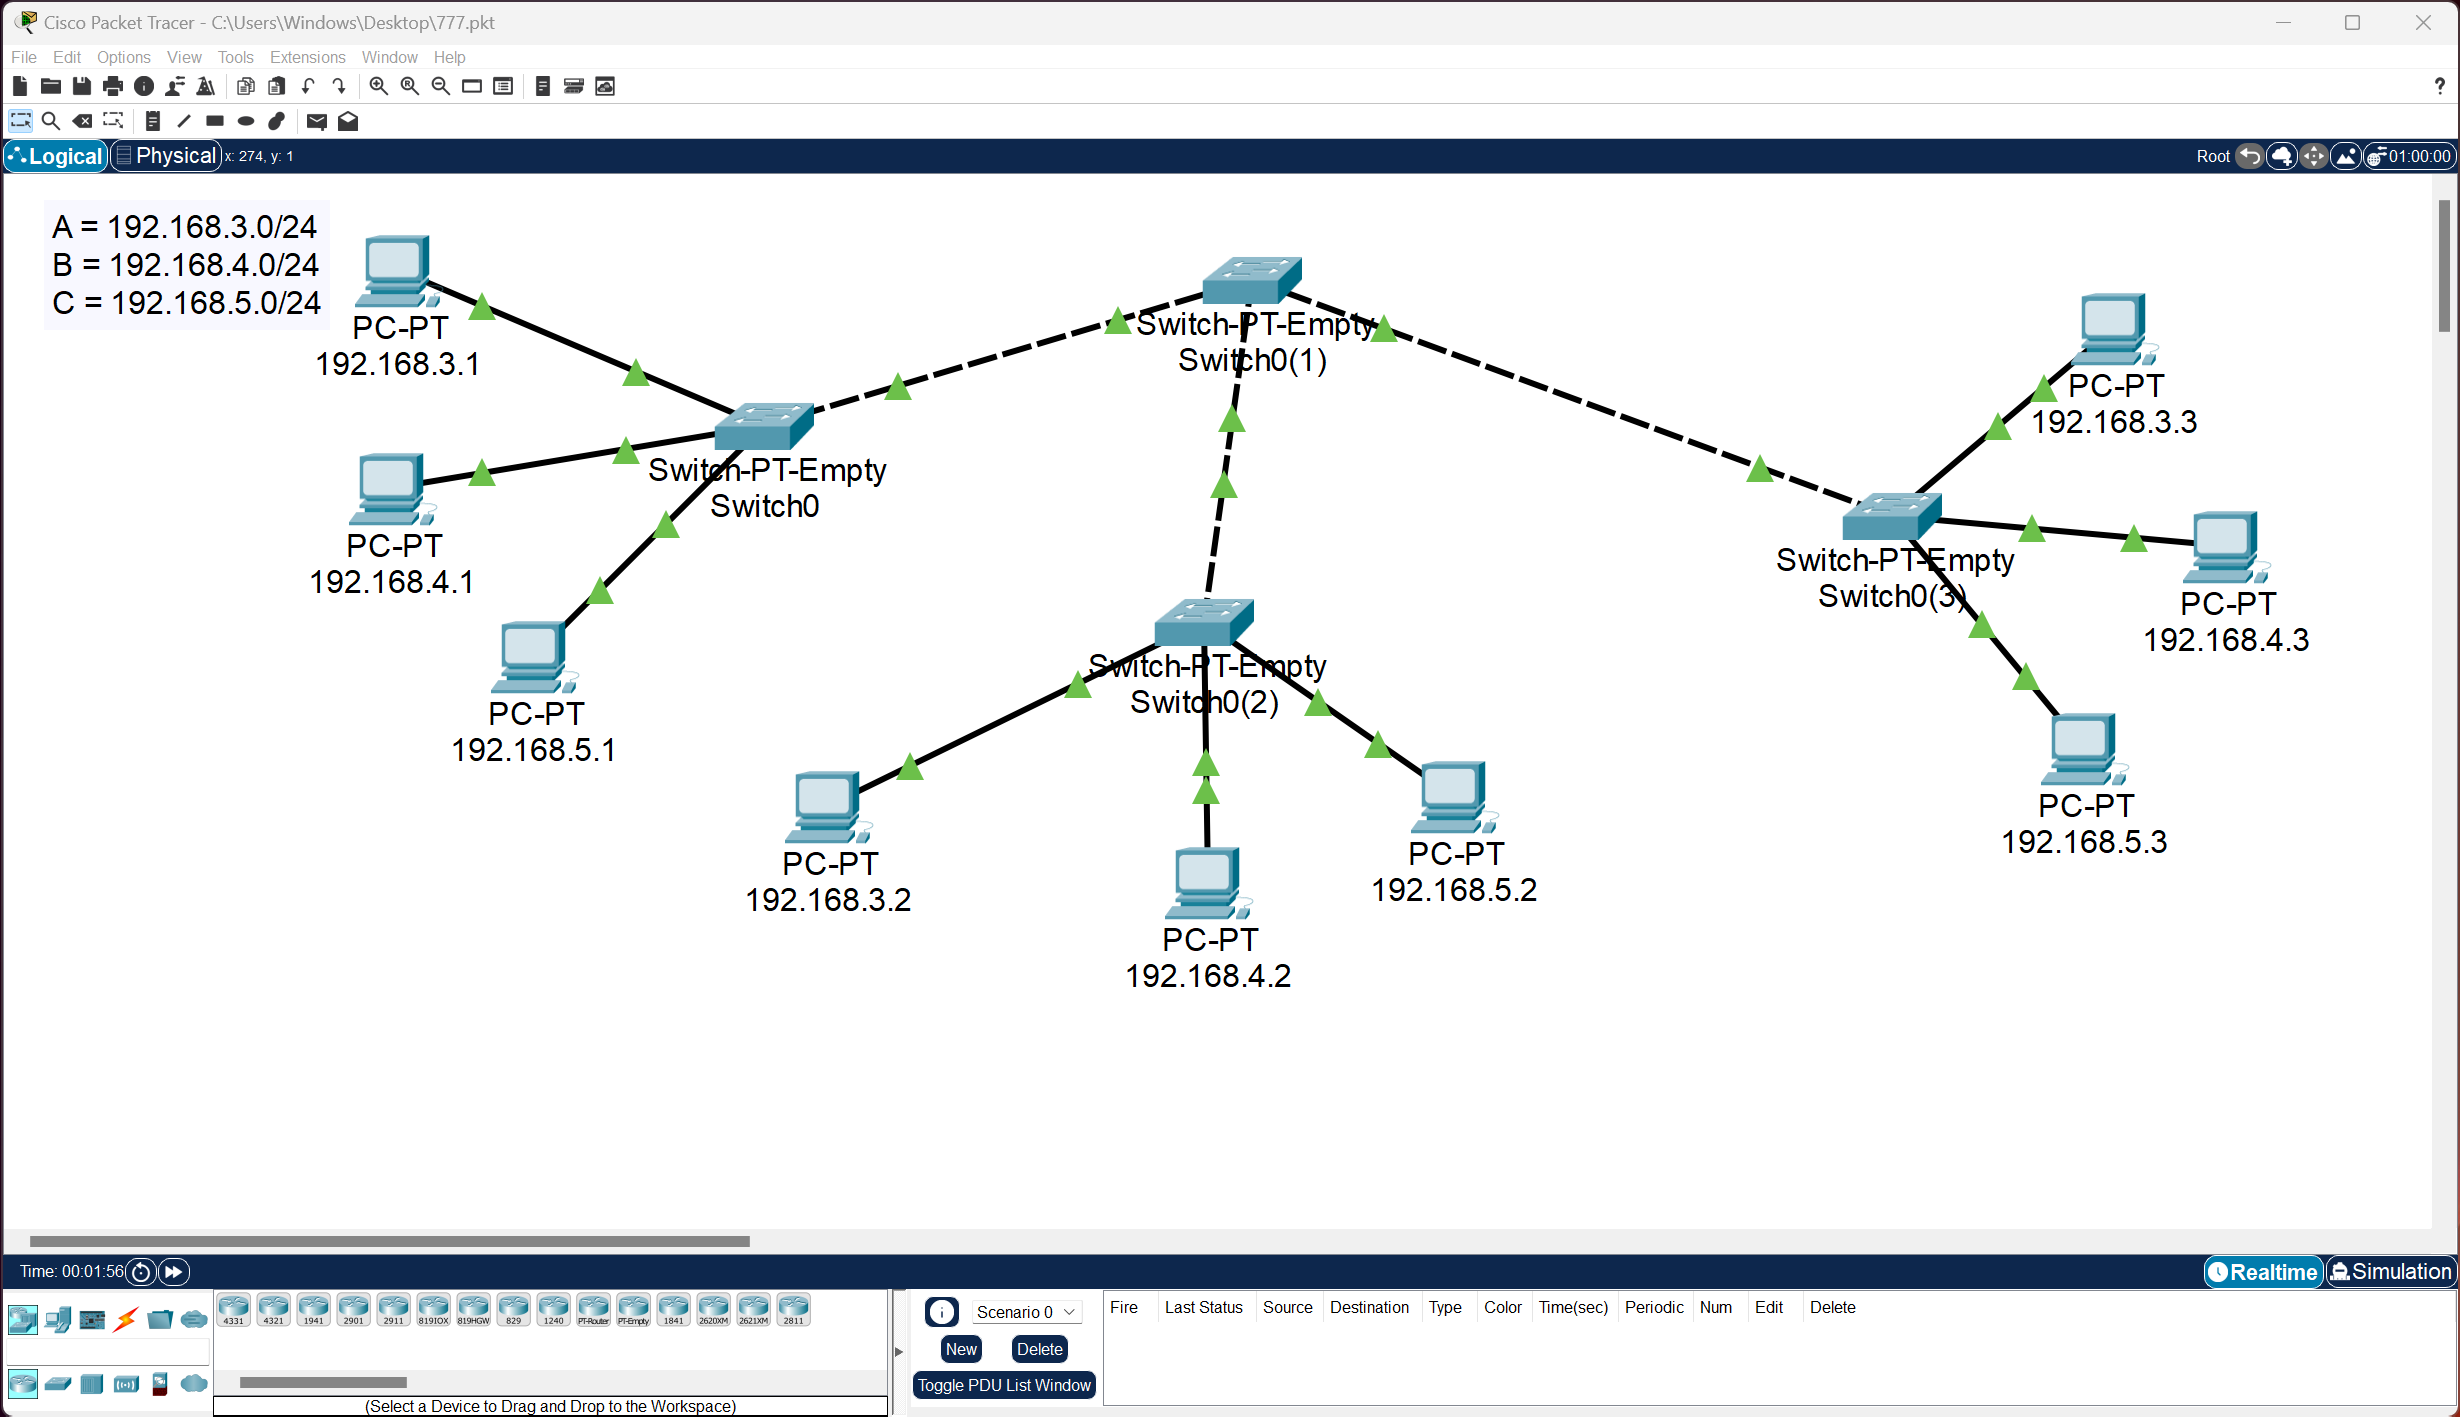 Cisco Packet Tracer - C:\Users\Windows\Desktop\777.pkt
File Edit Options View Tools Extensions Window Help
?
Logical Physical x: 274, y: 1
Root 01:00:00
A = 192.168.3.0/24
B = 192.168.4.0/24
C = 192.168.5.0/24
PC-PT
192.168.3.1
PC-PT
192.168.4.1
PC-PT
192.168.5.1
Switch-PT-Empty
Switch0
Switch-PT-Empty
Switch0(1)
Switch-PT-Empty
Switch0(2)
PC-PT
192.168.3.2
PC-PT
192.168.4.2
PC-PT
192.168.5.2
Switch-PT-Empty
Switch0(3)
PC-PT
192.168.3.3
PC-PT
192.168.4.3
PC-PT
192.168.5.3
Time: 00:01:56
Realtime Simulation
4331 4321 1941 2901 2911 819IOX 819HGW 829 1240 PT-Router PT-Empty 1841 2620XM 2621XM 2811
(Select a Device to Drag and Drop to the Workspace)
Scenario 0
New Delete
Toggle PDU List Window
Fire Last Status Source Destination Type Color Time(sec) Periodic Num Edit Delete